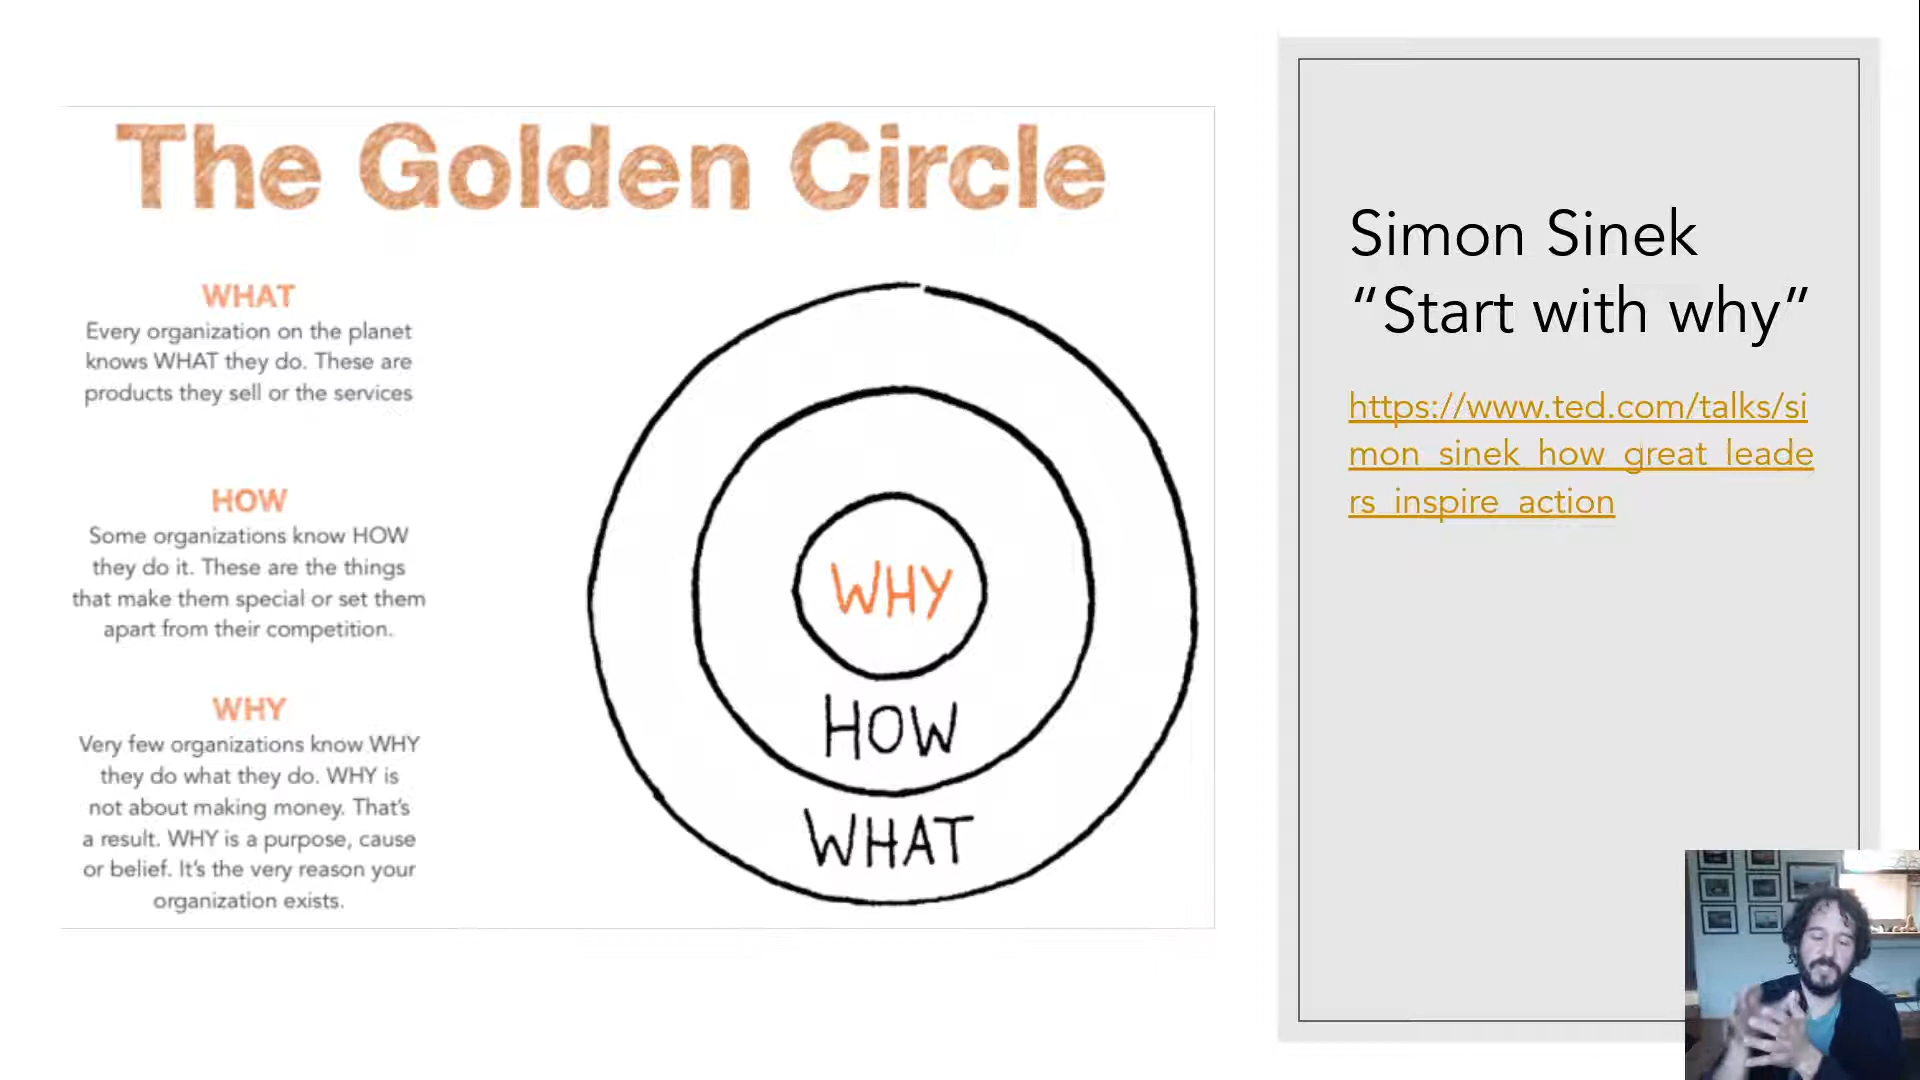 The Golden Circle
WHAT
Every organization on the planet
knows WHAT they do. These are
products they sell or the services
HOW
Some organizations know HOW
they do it. These are the things
that make them special or set them
apart from their competition.
WHY
Very few organizations know WHY
they do what they do. WHY is
not about making money. That's
a result. WHY is a purpose, cause
or belief. It's the very reason your
organization exists.
WHY
HOW
WHAT
Simon Sinek
“Start with why”
https://www.ted.com/talks/si
mon_sinek_how_great_leade
rs_inspire_action